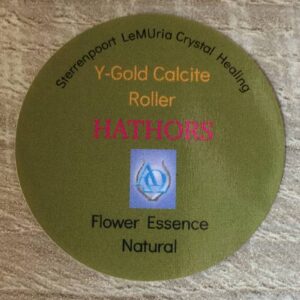 Sterrenpoort LeMUria Crystal Healing
Y-Gold Calcite
Roller
HATHORS
Flower Essence
Natural